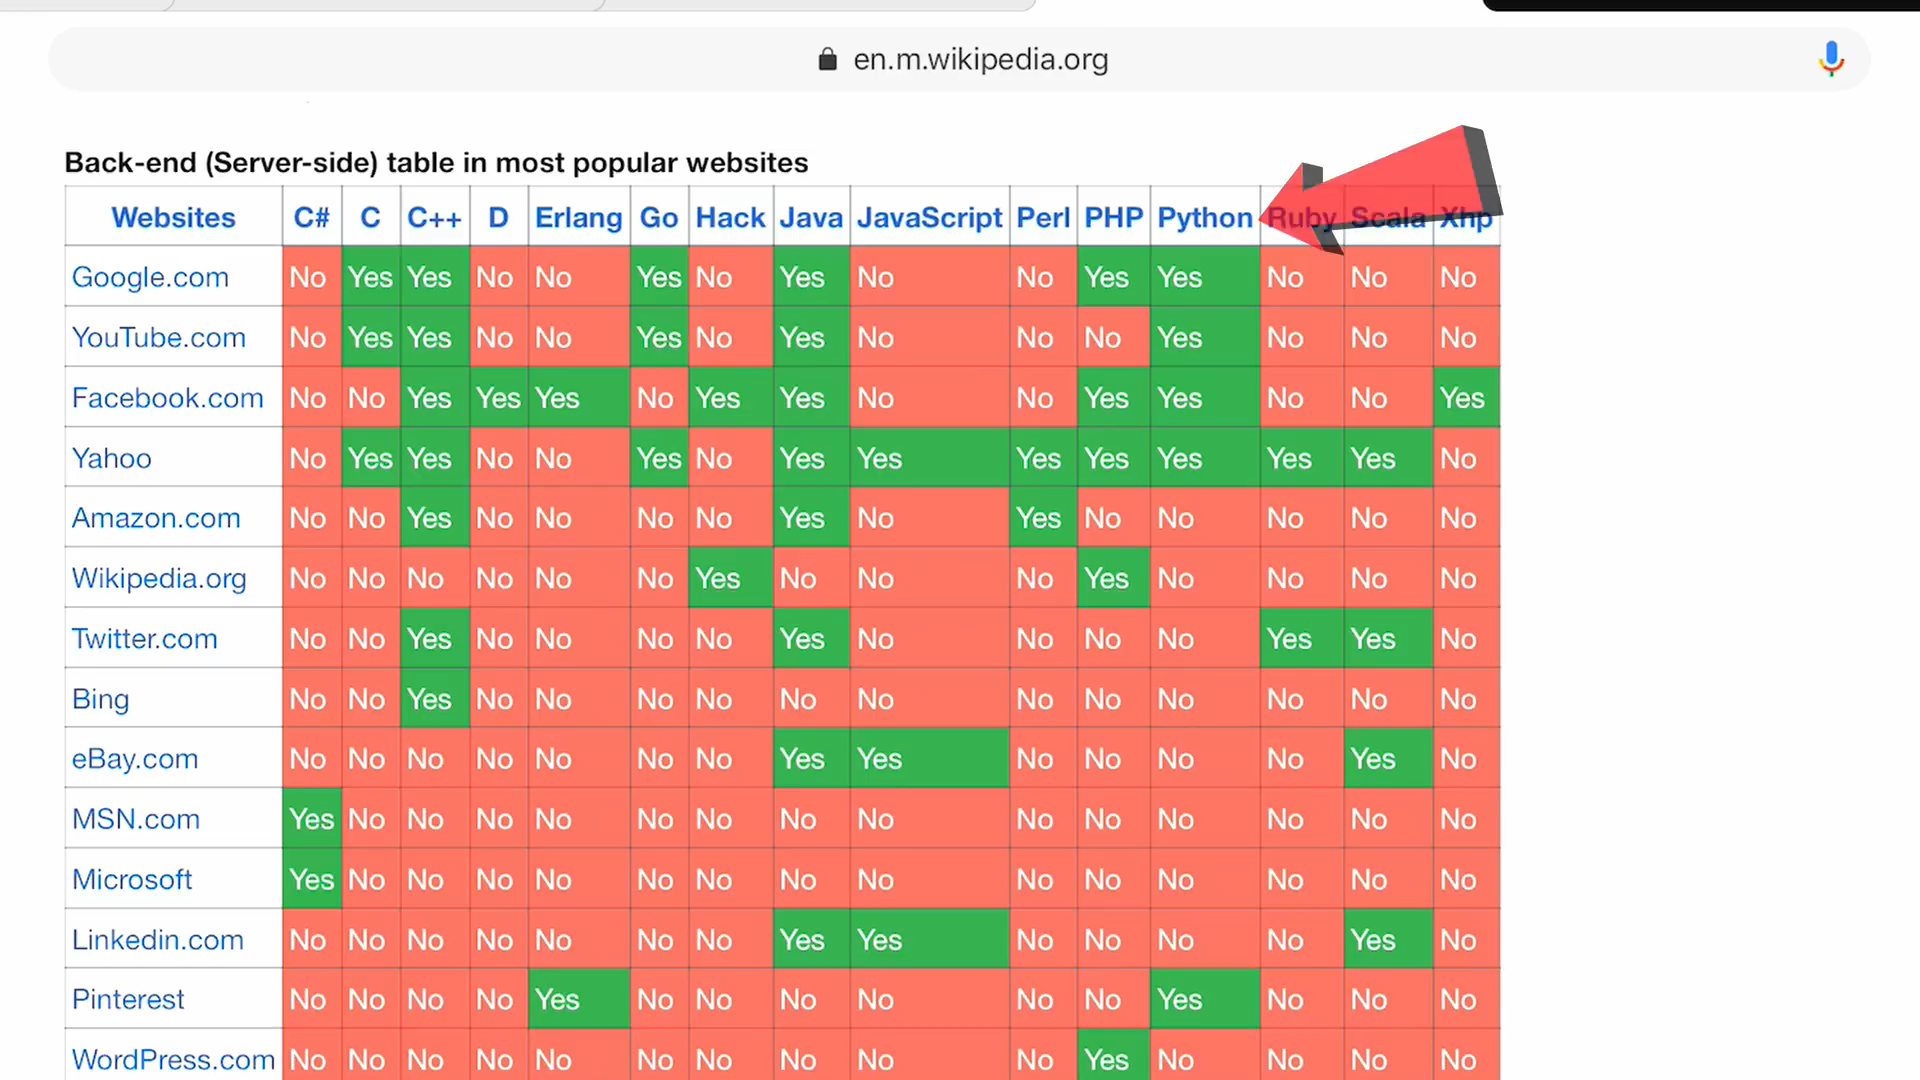 en.m.wikipedia.org
Back-end (Server-side) table in most popular websites
Websites C# C C++ D Erlang Go Hack Java JavaScript Perl PHP Python Ruby Scala Xhp
Google.com No Yes Yes No No Yes No Yes No No Yes Yes No No No
YouTube.com No Yes Yes No No Yes No Yes No No No Yes No No No
Facebook.com No No Yes Yes Yes No Yes Yes No No Yes Yes No No Yes
Yahoo No Yes Yes No No Yes No Yes Yes Yes Yes Yes Yes Yes No
Amazon.com No No Yes No No No No Yes No Yes No No No No No
Wikipedia.org No No No No No No Yes No No No Yes No No No No
Twitter.com No No Yes No No No No Yes No No No No Yes Yes No
Bing No No Yes No No No No No No No No No No No No
eBay.com No No No No No No No Yes Yes No No No No Yes No
MSN.com Yes No No No No No No No No No No No No No No
Microsoft Yes No No No No No No No No No No No No No No
Linkedin.com No No No No No No No Yes Yes No No No No Yes No
Pinterest No No No No Yes No No No No No No Yes No No No
WordPress.com No No No No No No No No No No Yes No No No No